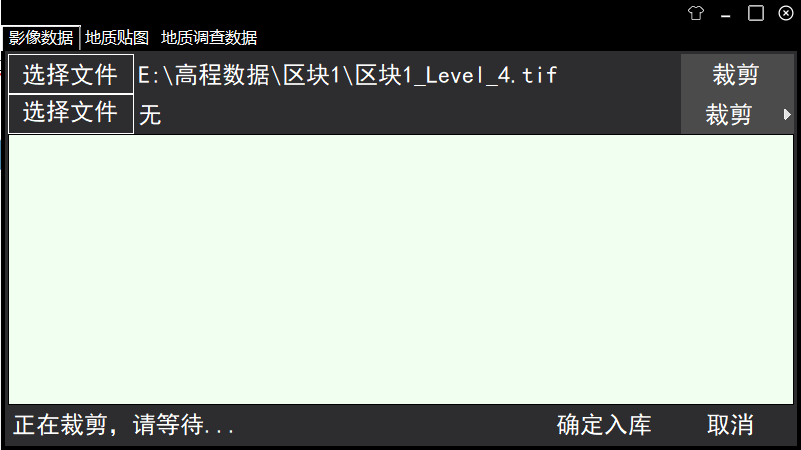 影像数据 地质贴图 地质调查数据
选择文件 E:\高程数据\区块1\区块1_Level_4.tif 裁剪
选择文件 无 裁剪
正在裁剪，请等待... 确定入库 取消